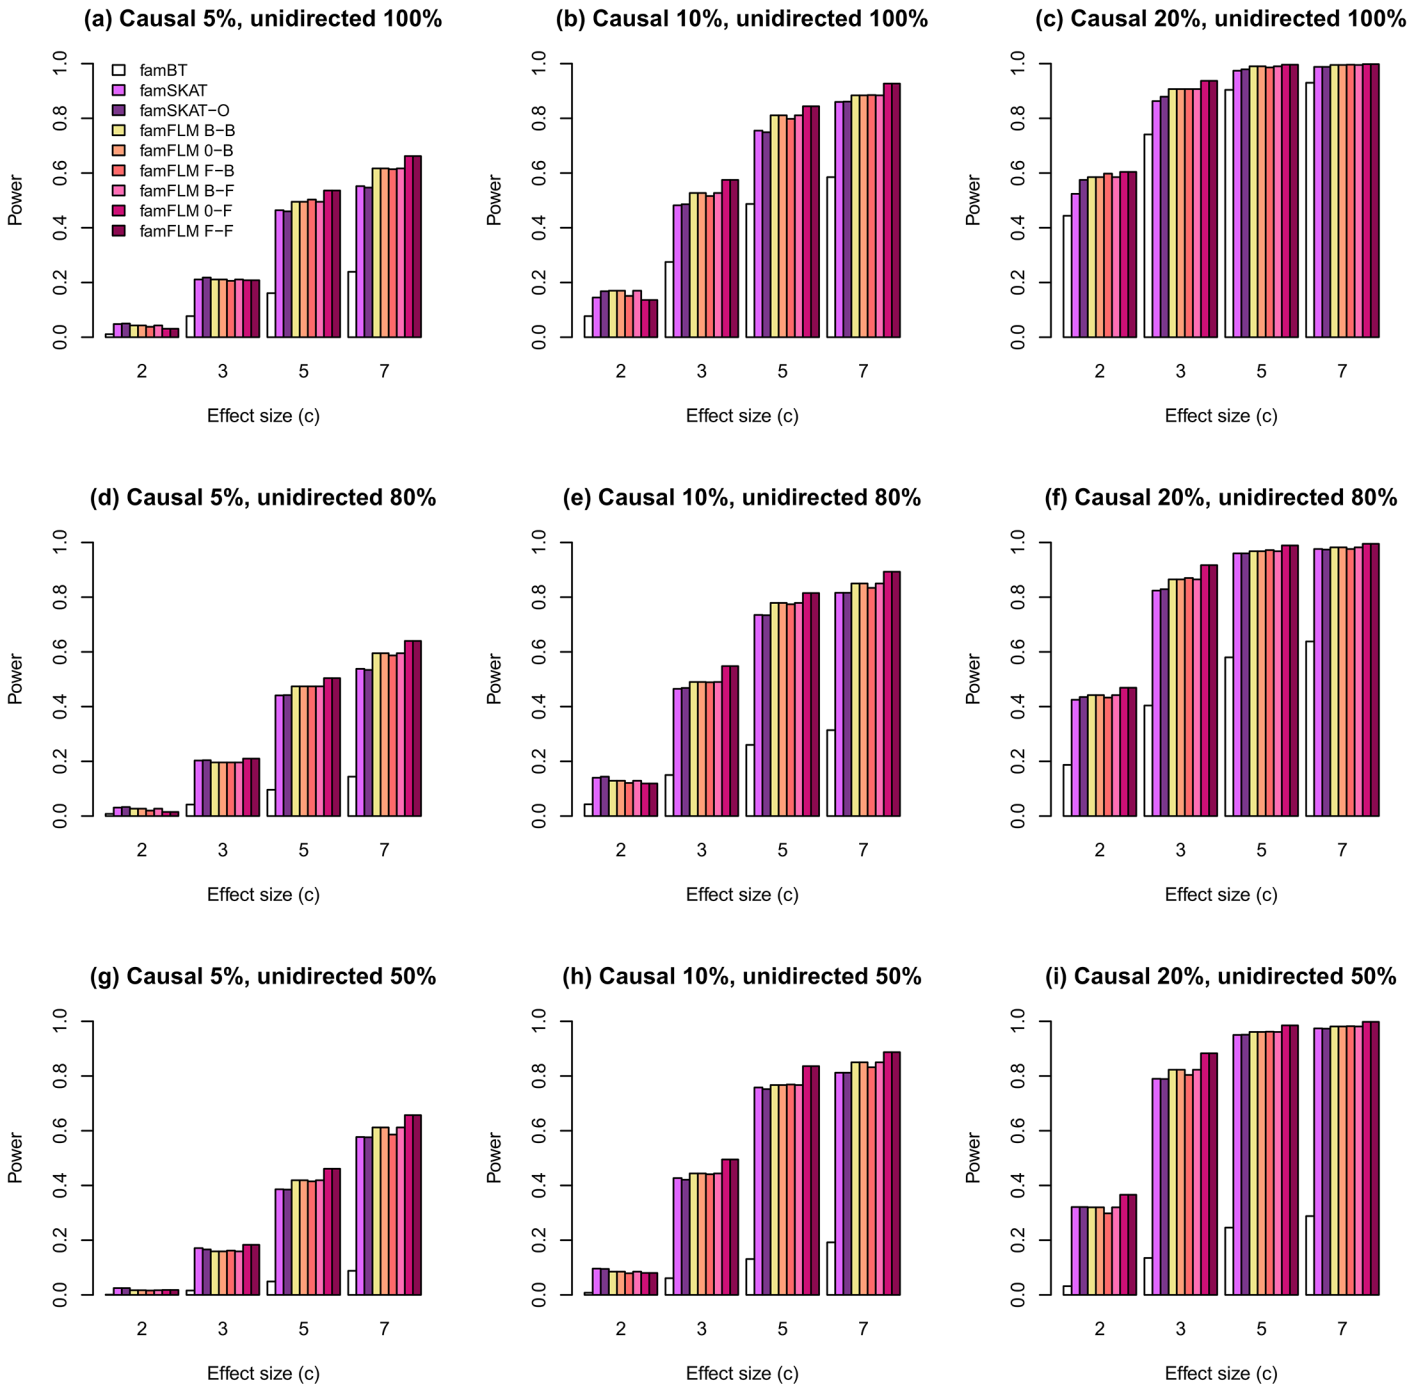 (a) Causal 5%, unidirected 100%
Power
0.0 0.2 0.4 0.6 0.8 1.0
famBT
famSKAT
famSKAT−O
famFLM B−B
famFLM 0−B
famFLM F−B
famFLM B−F
famFLM 0−F
famFLM F−F
2 3 5 7
Effect size (c)
(b) Causal 10%, unidirected 100%
Power
0.0 0.2 0.4 0.6 0.8 1.0
2 3 5 7
Effect size (c)
(c) Causal 20%, unidirected 100%
Power
0.0 0.2 0.4 0.6 0.8 1.0
2 3 5 7
Effect size (c)
(d) Causal 5%, unidirected 80%
Power
0.0 0.2 0.4 0.6 0.8 1.0
2 3 5 7
Effect size (c)
(e) Causal 10%, unidirected 80%
Power
0.0 0.2 0.4 0.6 0.8 1.0
2 3 5 7
Effect size (c)
(f) Causal 20%, unidirected 80%
Power
0.0 0.2 0.4 0.6 0.8 1.0
2 3 5 7
Effect size (c)
(g) Causal 5%, unidirected 50%
Power
0.0 0.2 0.4 0.6 0.8 1.0
2 3 5 7
Effect size (c)
(h) Causal 10%, unidirected 50%
Power
0.0 0.2 0.4 0.6 0.8 1.0
2 3 5 7
Effect size (c)
(i) Causal 20%, unidirected 50%
Power
0.0 0.2 0.4 0.6 0.8 1.0
2 3 5 7
Effect size (c)